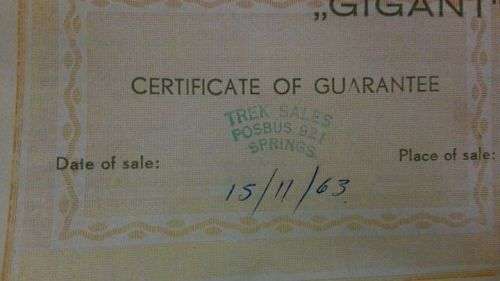 „GIGANT"
CERTIFICATE OF GUARANTEE
TREK SALES
POSBUS 921
SPRINGS
Date of sale:
Place of sale:
15/11/63